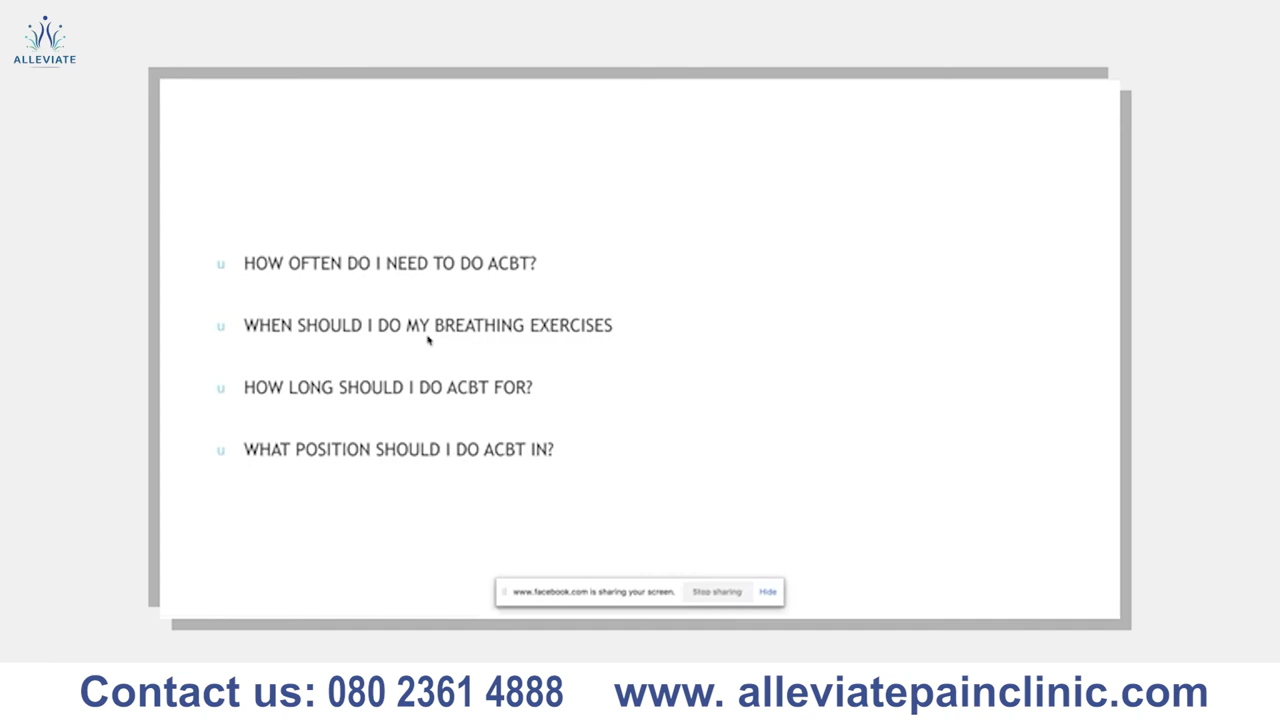 ALLEVIATE
u HOW OFTEN DO I NEED TO DO ACBT?
u WHEN SHOULD I DO MY BREATHING EXERCISES
u HOW LONG SHOULD I DO ACBT FOR?
u WHAT POSITION SHOULD I DO ACBT IN?
www.facebook.com is sharing your screen. Stop sharing Hide
Contact us: 080 2361 4888 www. alleviatepainclinic.com